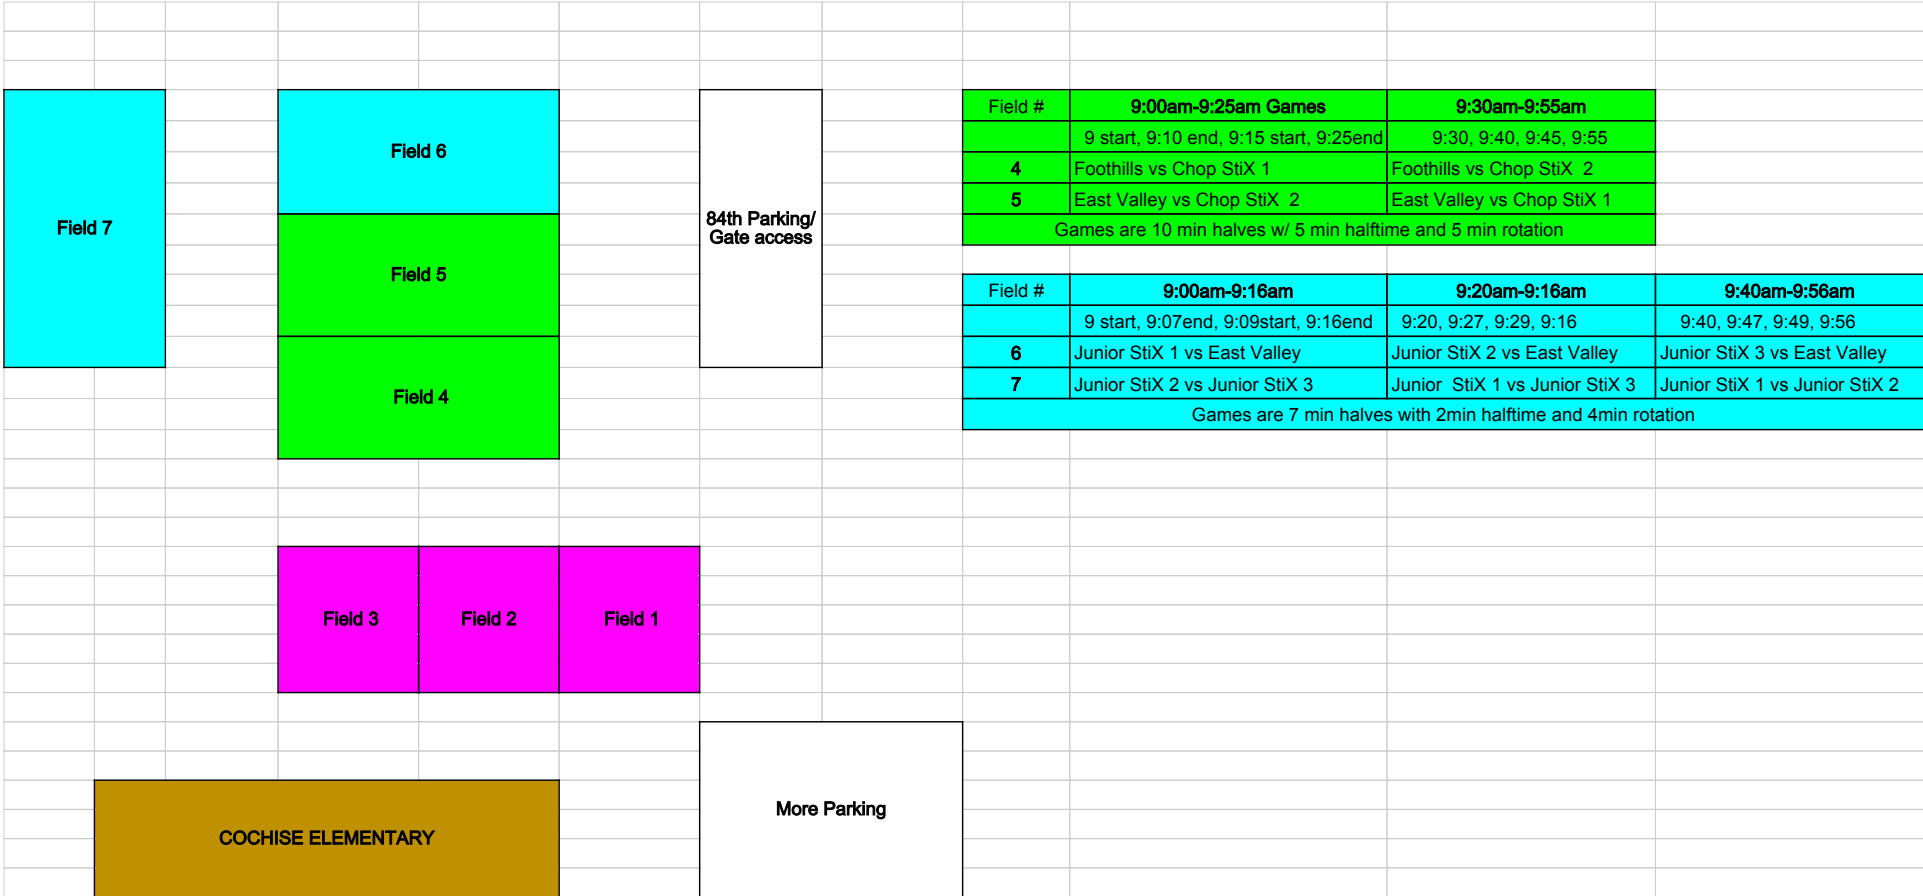 Field 7
Field 6
Field 5
Field 4
84th Parking/
Gate access
Field # 9:00am-9:25am Games 9:30am-9:55am
9 start, 9:10 end, 9:15 start, 9:25end 9:30, 9:40, 9:45, 9:55
4 Foothills vs Chop StiX 1 Foothills vs Chop StiX  2
5 East Valley vs Chop StiX  2 East Valley vs Chop StiX 1
Games are 10 min halves w/ 5 min halftime and 5 min rotation
Field # 9:00am-9:16am 9:20am-9:16am 9:40am-9:56am
9 start, 9:07end, 9:09start, 9:16end 9:20, 9:27, 9:29, 9:16 9:40, 9:47, 9:49, 9:56
6 Junior StiX 1 vs East Valley Junior StiX 2 vs East Valley Junior StiX 3 vs East Valley
7 Junior StiX 2 vs Junior StiX 3 Junior  StiX 1 vs Junior StiX 3 Junior StiX 1 vs Junior StiX 2
Games are 7 min halves with 2min halftime and 4min rotation
Field 3 Field 2 Field 1
More Parking
COCHISE ELEMENTARY